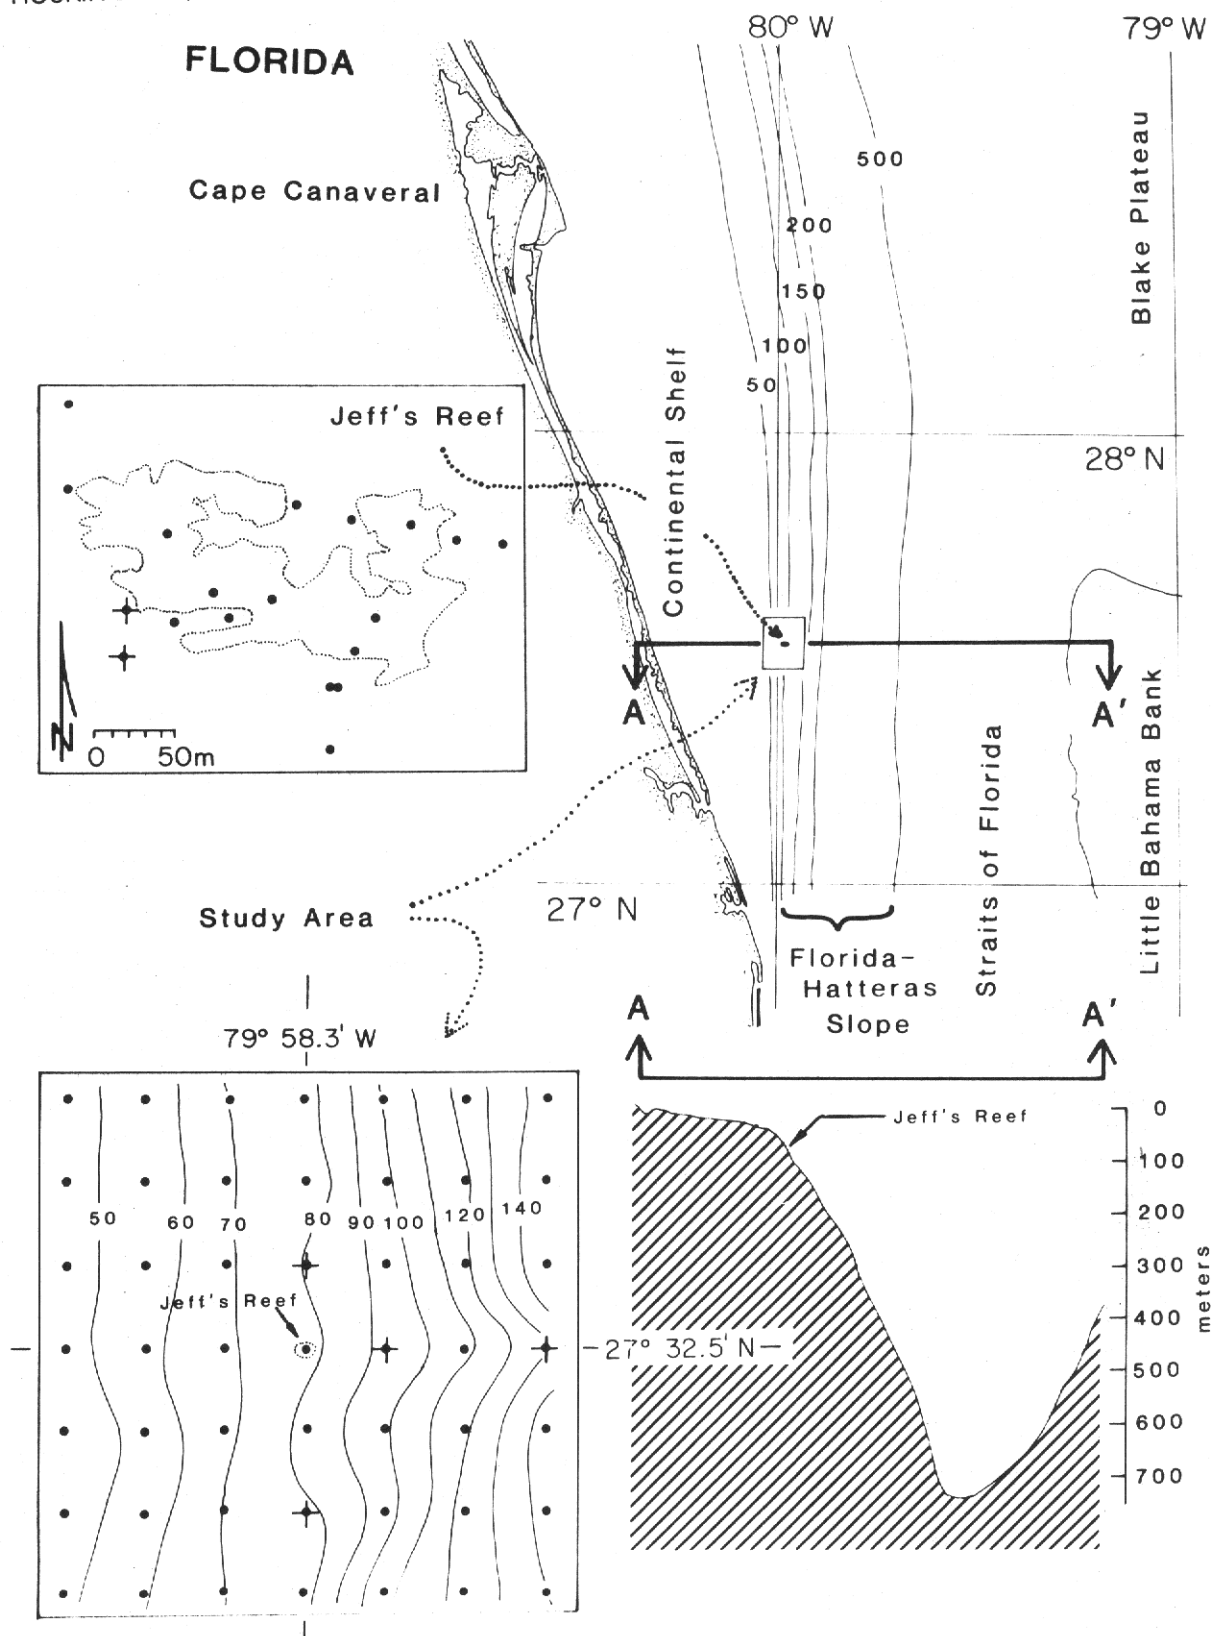 80° W
79° W
FLORIDA
Cape Canaveral
500
200
150
100
50
Blake Plateau
Continental Shelf
Jeff's Reef
28° N
N
0 50m
A
A'
Little Bahama Bank
Straits of Florida
Study Area
27° N
Florida-
Hatteras
Slope
79° 58.3' W
A
A'
0
Jeff's Reef
100
200
300
400
500
600
700
meters
50 60 70 80 90 100 120 140
Jeff's Reef
27° 32.5' N